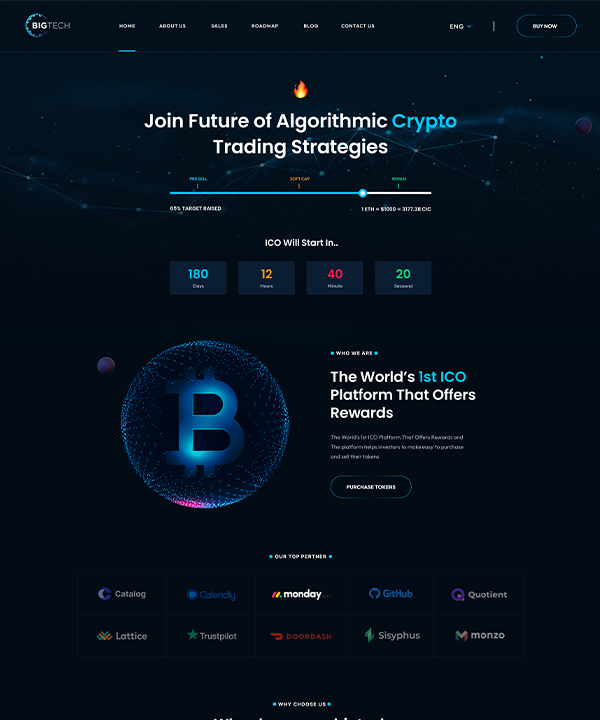 BIGTECH
HOME ABOUT US SALES ROADMAP BLOG CONTACT US ENG BUY NOW
Join Future of Algorithmic Crypto
Trading Strategies
PRE SELL SOFT CAP BONUS
65% TARGET RAISED 1 ETH = $1000 = 3177.38 CIC
ICO Will Start In..
180 12 40 20
Days Hours Minute Secound
WHO WE ARE
The World's 1st ICO
Platform That Offers
Rewards
The World's 1st ICO Platform That Offers Rewards and
The platform helps investors to make easy to purchase
and sell their tokens
PURCHASE TOKENS
OUR TOP PERTNER
Catalog Calendly monday GitHub Quotient
Lattice Trustpilot DOORDASH Sisyphus monzo
WHY CHOOSE US